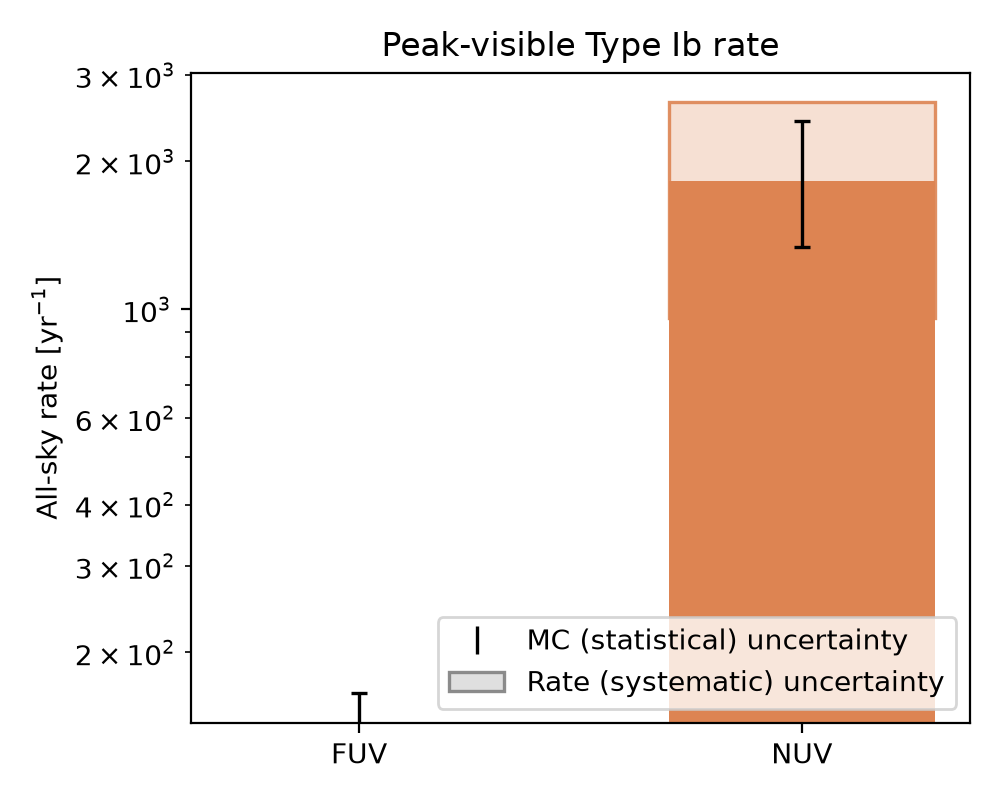 Peak-visible Type Ib rate
All-sky rate [yr⁻¹]
3 × 10³
2 × 10³
10³
6 × 10²
4 × 10²
3 × 10²
2 × 10²
MC (statistical) uncertainty
Rate (systematic) uncertainty
FUV
NUV